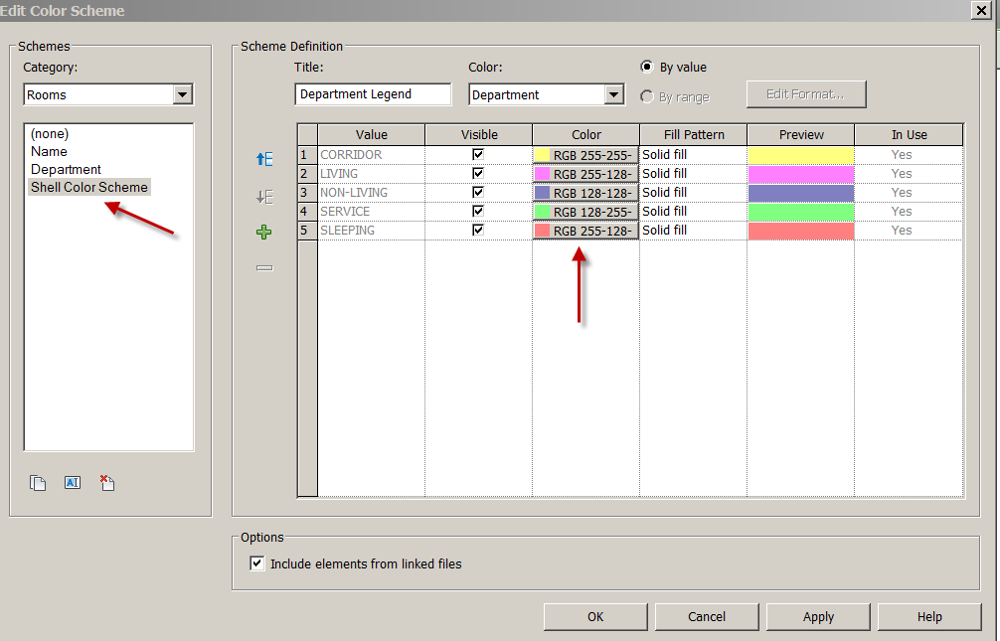 Edit Color Scheme
Schemes
Category:
Rooms
(none)
Name
Department
Shell Color Scheme
Scheme Definition
Title:
Department Legend
Color:
Department
By value
By range
Edit Format...
Value Visible Color Fill Pattern Preview In Use
1 CORRIDOR RGB 255-255- Solid fill Yes
2 LIVING RGB 255-128- Solid fill Yes
3 NON-LIVING RGB 128-128- Solid fill Yes
4 SERVICE RGB 128-255- Solid fill Yes
5 SLEEPING RGB 255-128- Solid fill Yes
AI
Options
Include elements from linked files
OK Cancel Apply Help